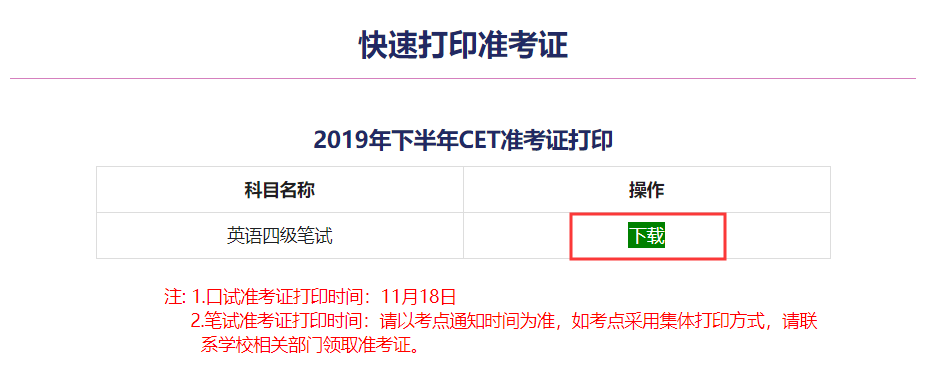 快速打印准考证
2019年下半年CET准考证打印
科目名称 操作
英语四级笔试 下载
注: 1.口试准考证打印时间：11月18日
2.笔试准考证打印时间：请以考点通知时间为准，如考点采用集体打印方式，请联
系学校相关部门领取准考证。